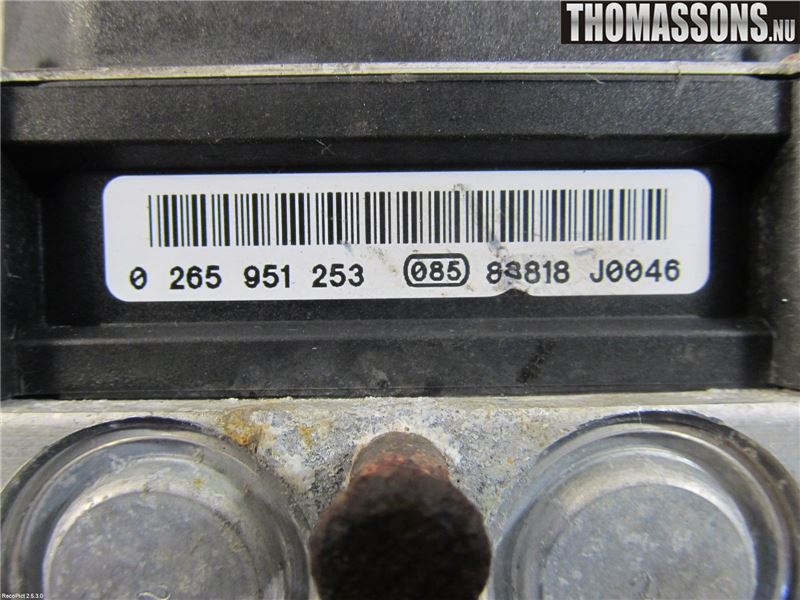 THOMASSONS.NU
0 265 951 253 085 88818 J0046
RecoPict 2.5.3.0